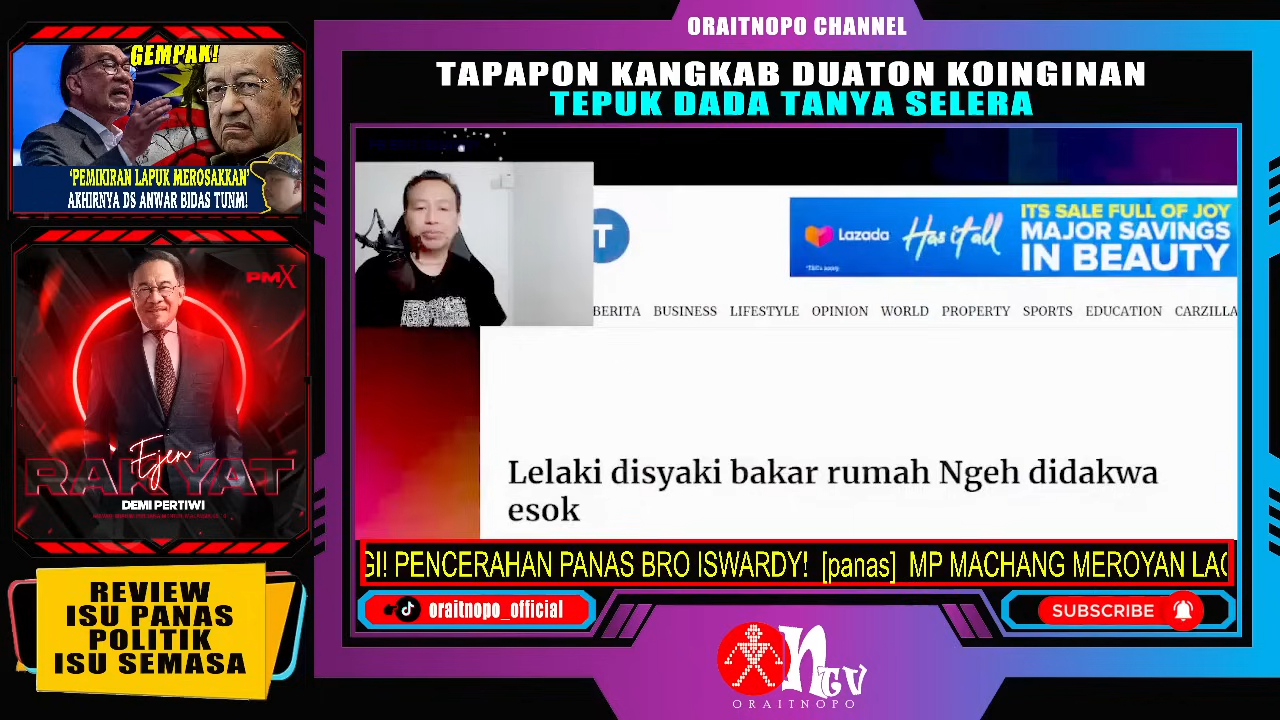 ORAITNOPO CHANNEL
TAPAPON KANGKAB DUATON KOINGINAN
TEPUK DADA TANYA SELERA
GEMPAK!
'PEMIKIRAN LAPUK MEROSAKKAN'
AKHIRNYA DS ANWAR BIDAS TUNM!
PMX
Ejen
RAKYAT
DEMI PERTIWI
REVIEW
ISU PANAS
POLITIK
ISU SEMASA
T
Lazada
Has it all
ITS SALE FULL OF JOY
MAJOR SAVINGS
IN BEAUTY
BERITA BUSINESS LIFESTYLE OPINION WORLD PROPERTY SPORTS EDUCATION CARZILLA
Lelaki disyaki bakar rumah Ngeh didakwa
esok
GI! PENCERAHAN PANAS BRO ISWARDY! [panas] MP MACHANG MEROYAN LAG
oraitnopo_official
SUBSCRIBE
ntv
ORAITNOPO